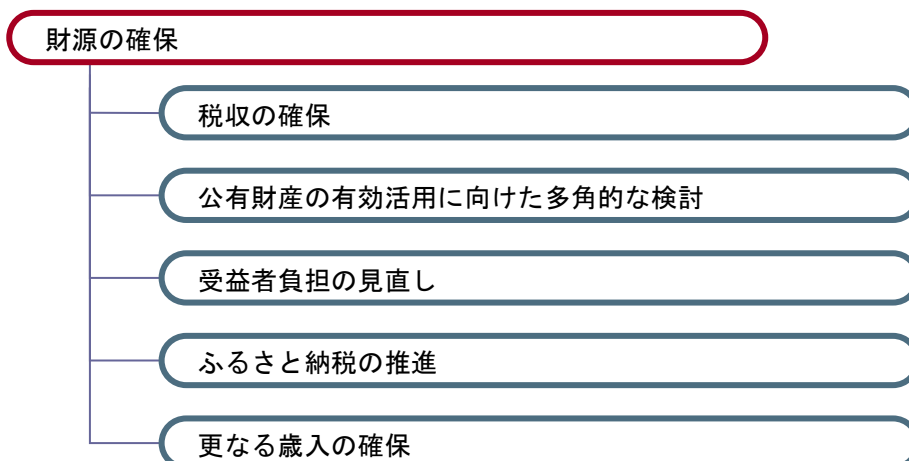 財源の確保
税収の確保
公有財産の有効活用に向けた多角的な検討
受益者負担の見直し
ふるさと納税の推進
更なる歳入の確保